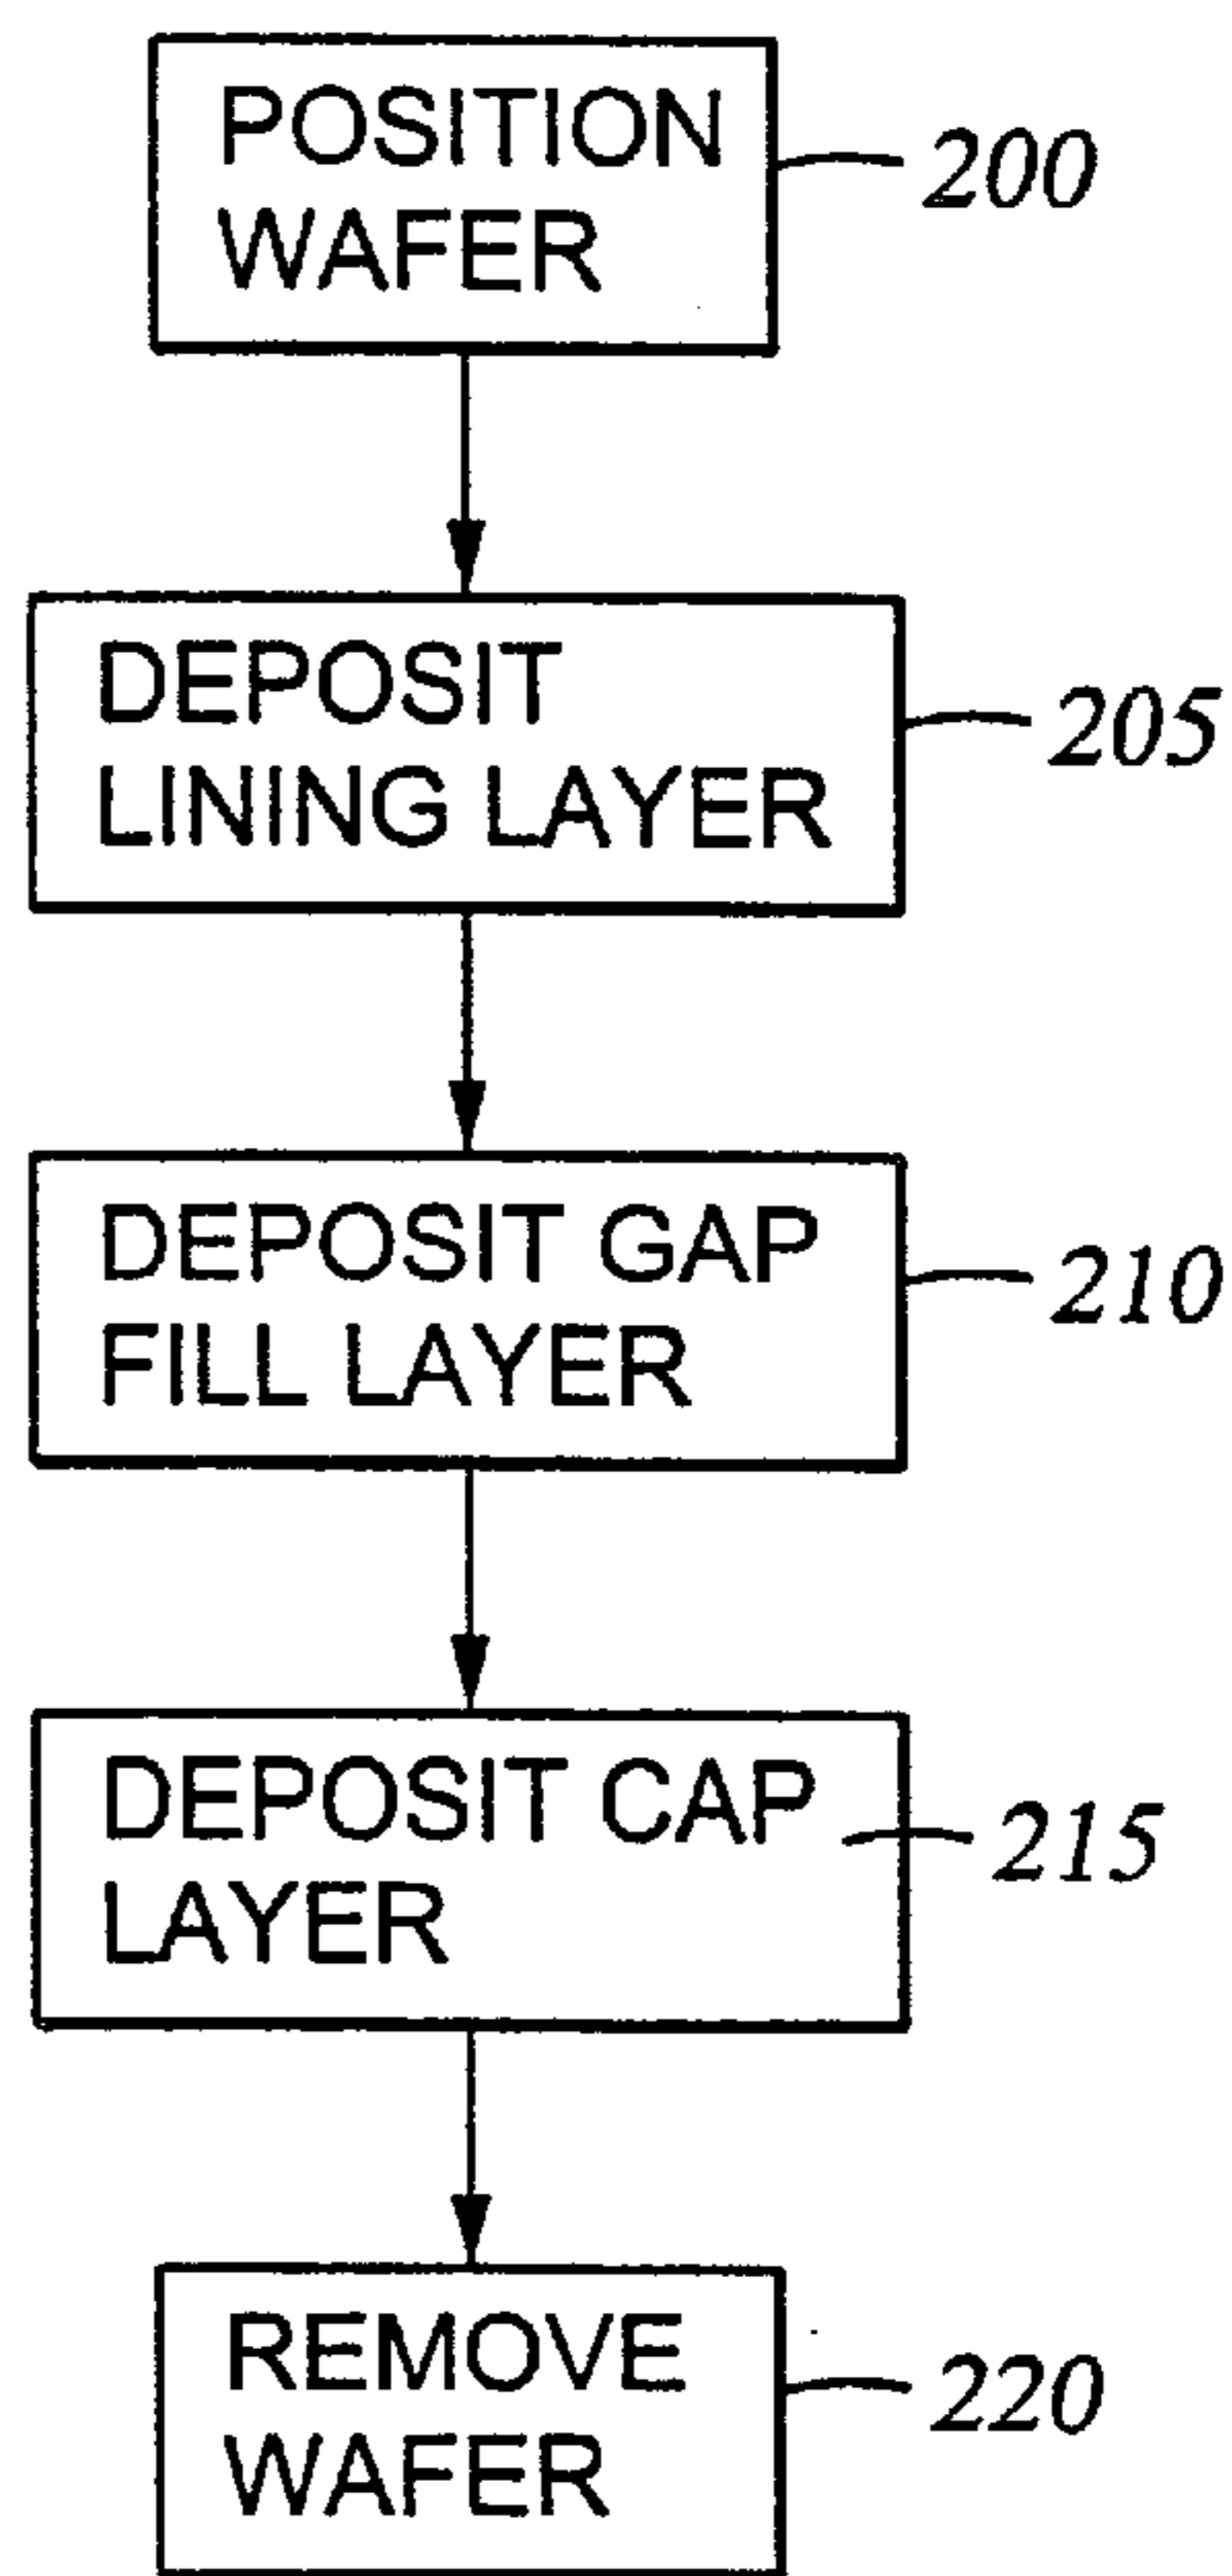 POSITION
WAFER
200
DEPOSIT
LINING LAYER
205
DEPOSIT GAP
FILL LAYER
210
DEPOSIT CAP
LAYER
215
REMOVE
WAFER
220